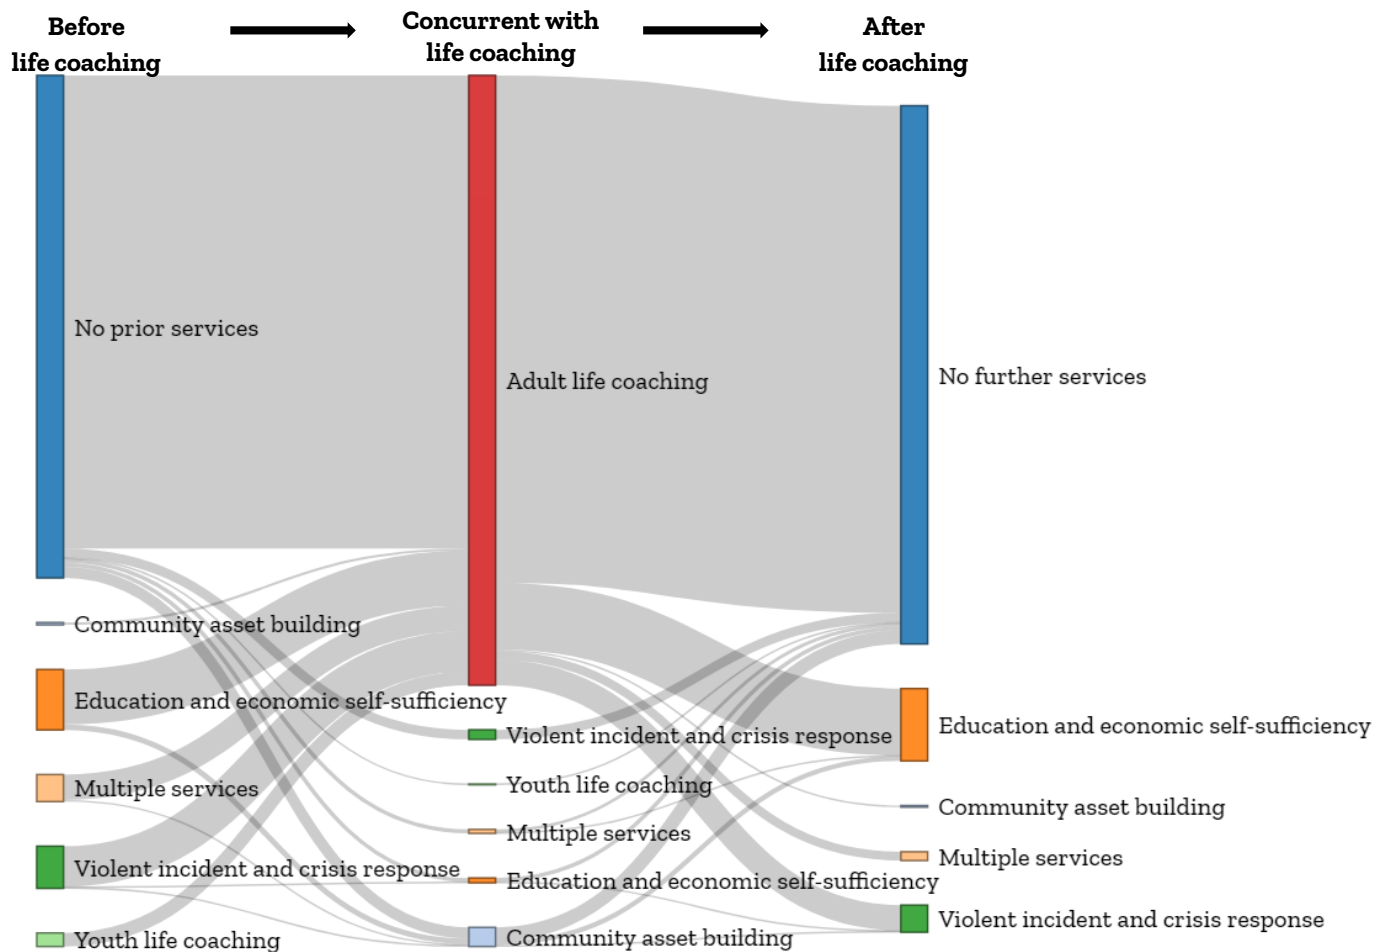 Before
life coaching
Concurrent with
life coaching
After
life coaching
No prior services
Community asset building
Education and economic self-sufficiency
Multiple services
Violent incident and crisis response
Youth life coaching
Adult life coaching
Violent incident and crisis response
Youth life coaching
Multiple services
Education and economic self-sufficiency
Community asset building
No further services
Education and economic self-sufficiency
Community asset building
Multiple services
Violent incident and crisis response